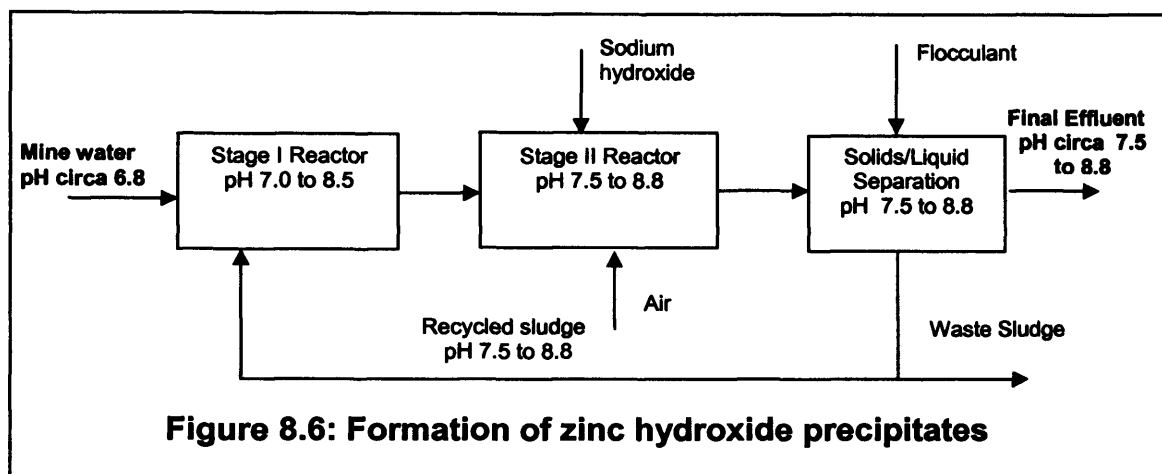 Sodium
hydroxide
Flocculant
Mine water
pH circa 6.8
Stage I Reactor
pH 7.0 to 8.5
Stage II Reactor
pH 7.5 to 8.8
Solids/Liquid
Separation
pH 7.5 to 8.8
Final Effluent
pH circa 7.5
to 8.8
Air
Recycled sludge
pH 7.5 to 8.8
Waste Sludge
Figure 8.6: Formation of zinc hydroxide precipitates